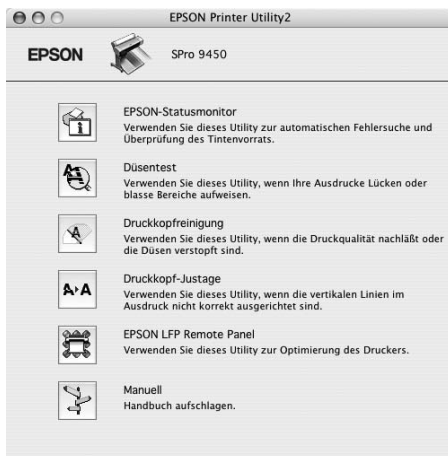 EPSON Printer Utility2
EPSON
SPro 9450
EPSON-Statusmonitor
Verwenden Sie dieses Utility zur automatischen Fehlersuche und
Überprüfung des Tintenvorrats.
Düsentest
Verwenden Sie dieses Utility, wenn Ihre Ausdrucke Lücken oder
blasse Bereiche aufweisen.
Druckkopfreinigung
Verwenden Sie dieses Utility, wenn die Druckqualität nachläßt oder
die Düsen verstopft sind.
Druckkopf-Justage
Verwenden Sie dieses Utility, wenn die vertikalen Linien im
Ausdruck nicht korrekt ausgerichtet sind.
EPSON LFP Remote Panel
Verwenden Sie dieses Utility zur Optimierung des Druckers.
Manuell
Handbuch aufschlagen.